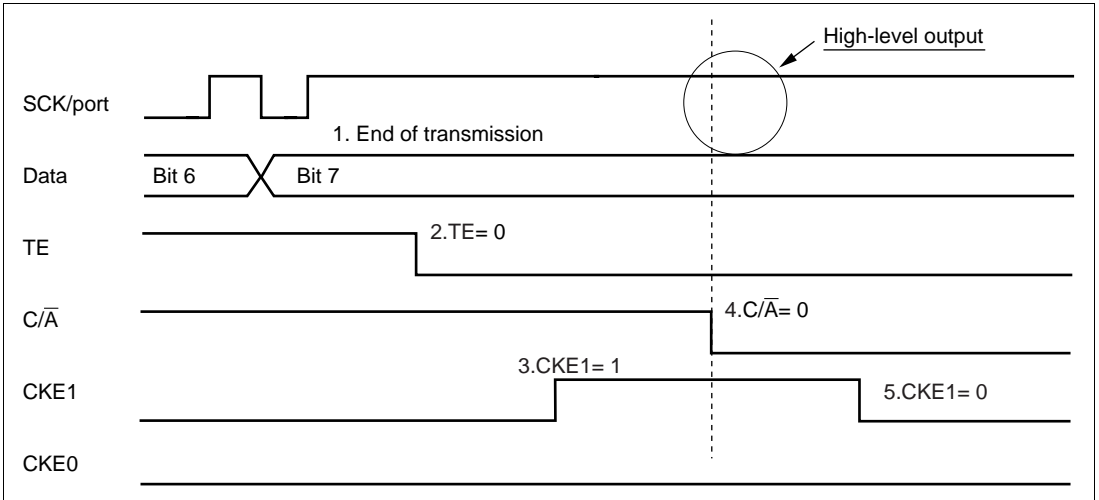 High-level output
SCK/port
1. End of transmission
Data
Bit 6
Bit 7
TE
2.TE= 0
C/A̅
4.C/A̅= 0
3.CKE1= 1
CKE1
5.CKE1= 0
CKE0